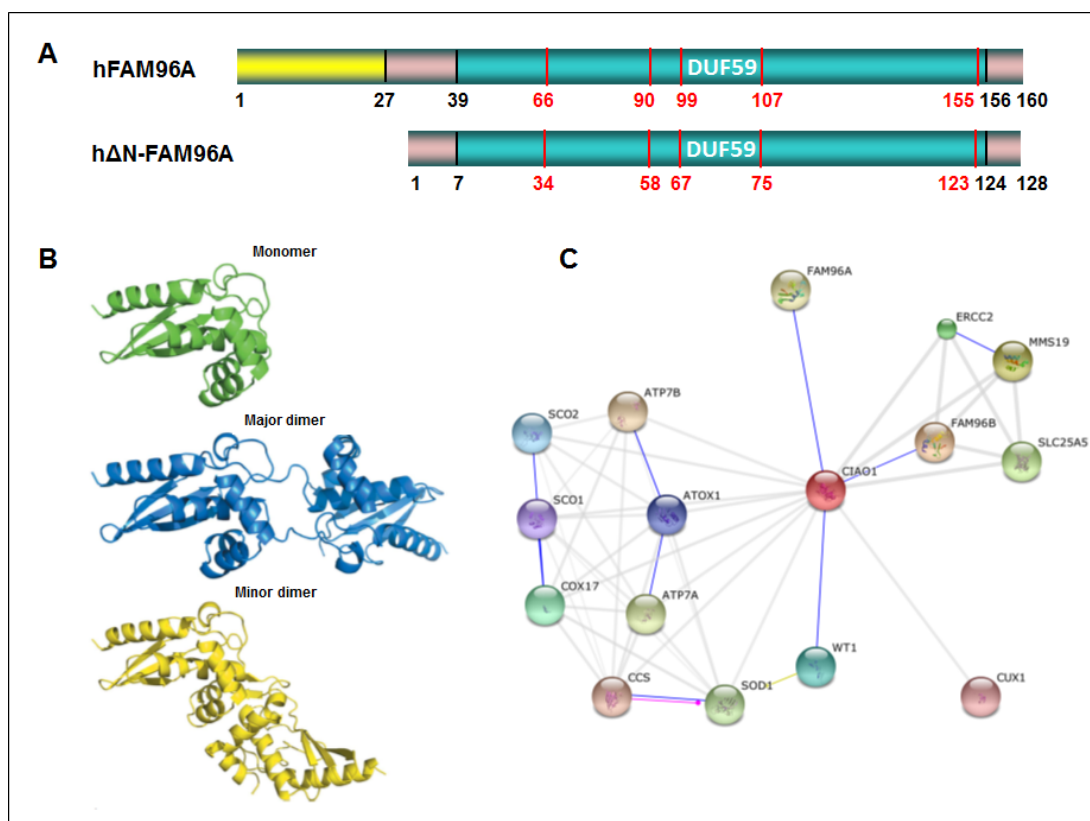 A
hFAM96A
DUF59
1 27 39 66 90 99 107 155 156 160
hΔN-FAM96A
DUF59
1 7 34 58 67 75 123 124 128
B
Monomer
Major dimer
Minor dimer
C
FAM96A
ERCC2
MMS19
ATP7B
SCO2
FAM96B
SLC25A5
CIAO1
SCO1
ATOX1
COX17
ATP7A
WT1
CCS
SOD1
CUX1